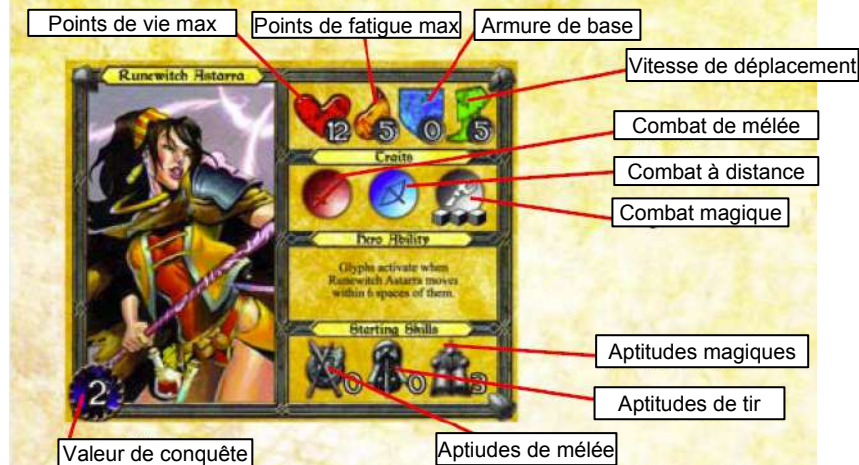 Points de vie max
Points de fatigue max
Armure de base
Vitesse de déplacement
Runewitch Astarra
12
5
0
5
Combat de mélée
Traits
Combat à distance
Combat magique
Hero Ability
Glyphs activate when
Runewitch Astarra moves
within 6 spaces of them.
Starting Skills
Aptitudes magiques
0
0
3
Aptitudes de tir
2
Valeur de conquête
Aptiudes de mélée